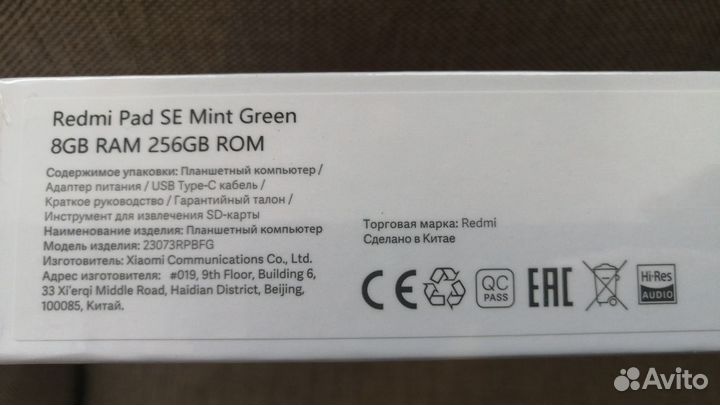 Redmi Pad SE Mint Green
8GB RAM 256GB ROM
Содержимое упаковки: Планшетный компьютер /
Адаптер питания / USB Type-C кабель /
Краткое руководство / Гарантийный талон /
Инструмент для извлечения SD-карты
Наименование изделия: Планшетный компьютер
Модель изделия: 23073RPBFG
Изготовитель: Xiaomi Communications Co., Ltd.
Адрес изготовителя: #019, 9th Floor, Building 6,
33 Xi'erqi Middle Road, Haidian District, Beijing,
100085, Китай.
Торговая марка: Redmi
Сделано в Китае
CE
QC
PASS
EAC
Hi-Res
AUDIO
Avito